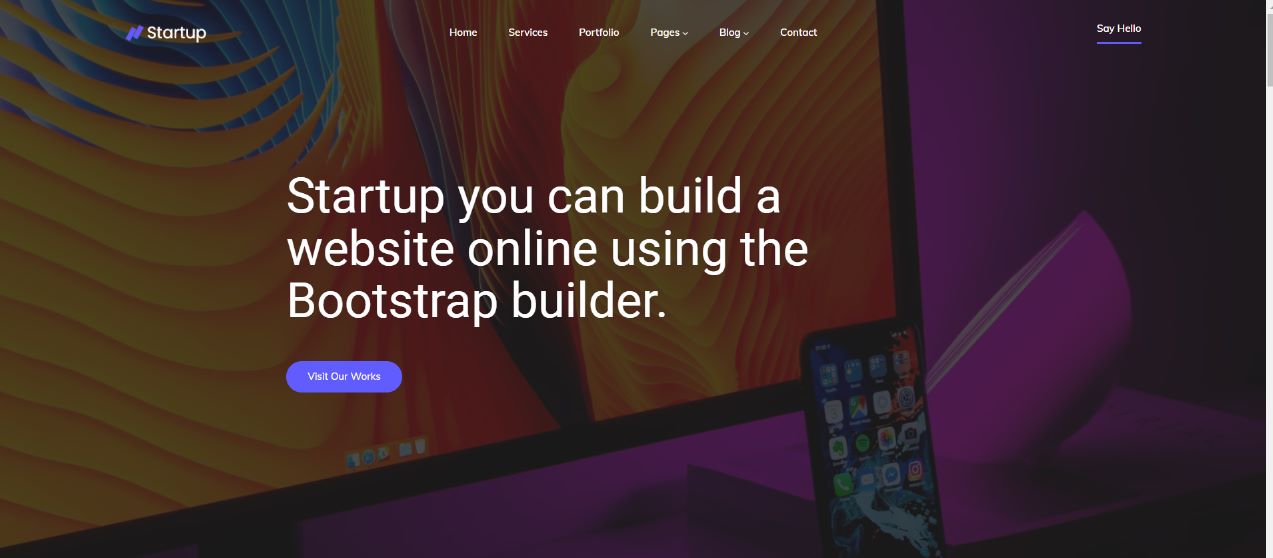 Startup
Home Services Portfolio Pages Blog Contact
Say Hello
Startup you can build a
website online using the
Bootstrap builder.
Visit Our Works